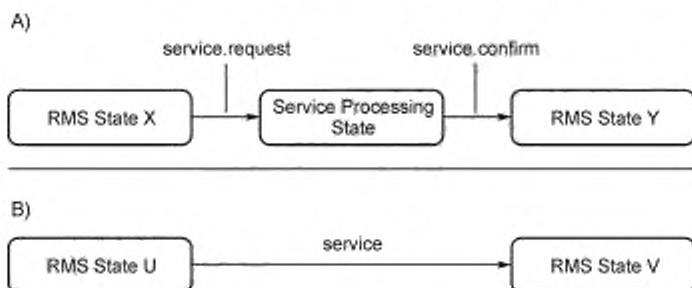 A)
service.request
service.confirm
RMS State X
Service Processing
State
RMS State Y
B)
service
RMS State U
RMS State V